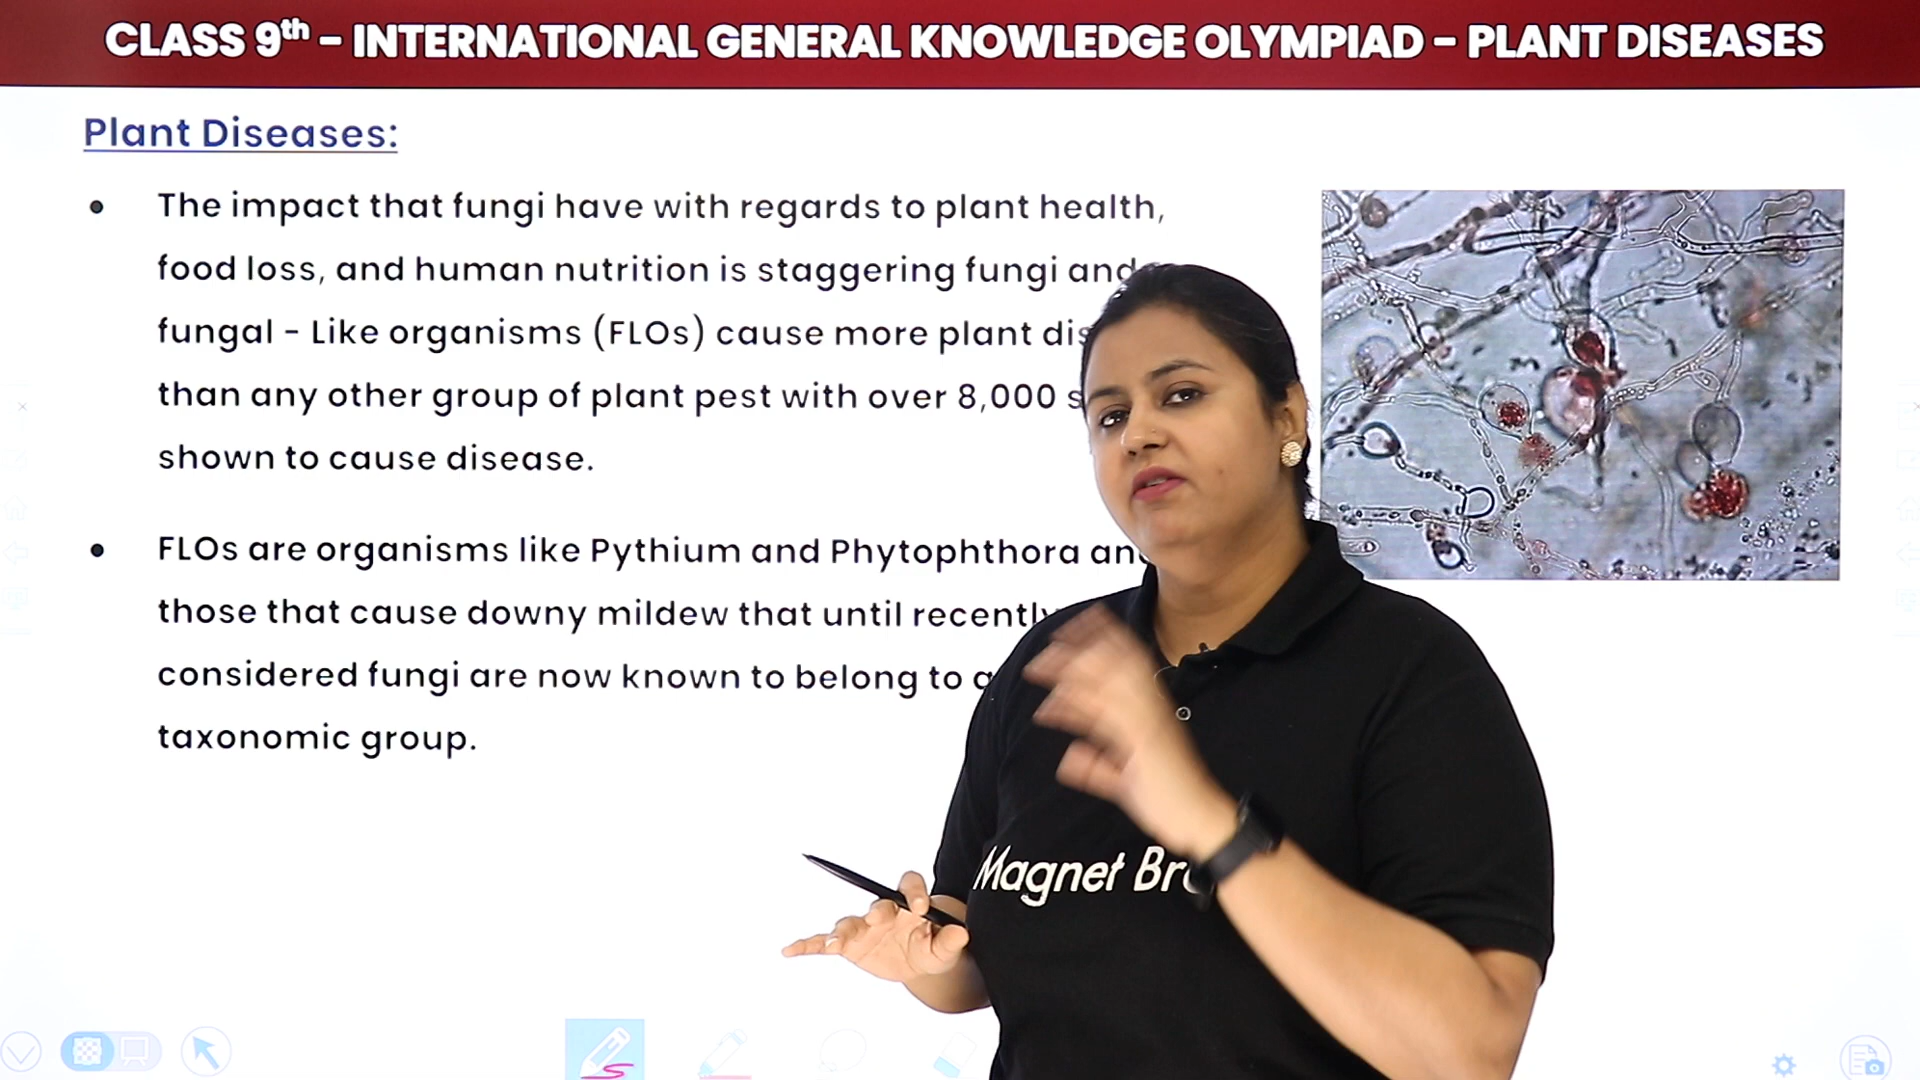 CLASS 9th - INTERNATIONAL GENERAL KNOWLEDGE OLYMPIAD - PLANT DISEASES
Plant Diseases:
• The impact that fungi have with regards to plant health,
food loss, and human nutrition is staggering fungi and
fungal - Like organisms (FLOs) cause more plant
than any other group of plant pest with over 8,000
shown to cause disease.
• FLOs are organisms like Pythium and Phytophthora
those that cause downy mildew that until recently
considered fungi are now known to belong to
taxonomic group.
Magnet